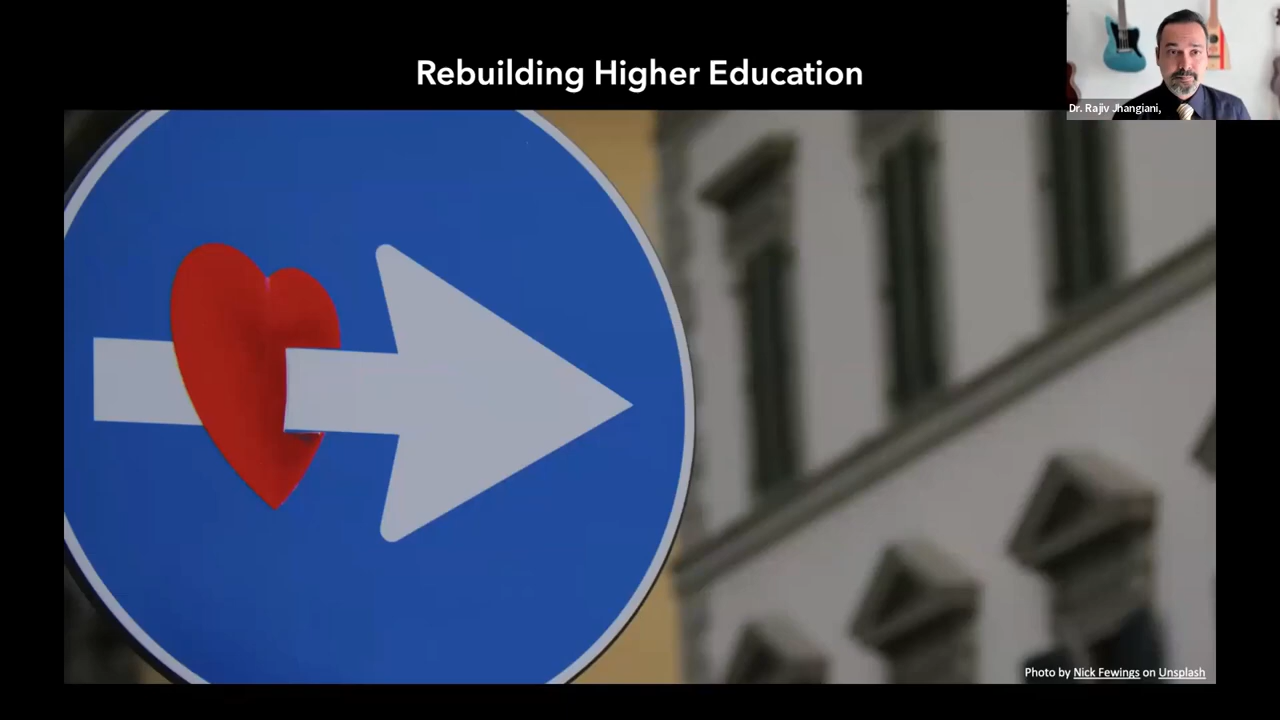 Rebuilding Higher Education
Dr. Rajiv Jhangiani,
Photo by Nick Fewings on Unsplash